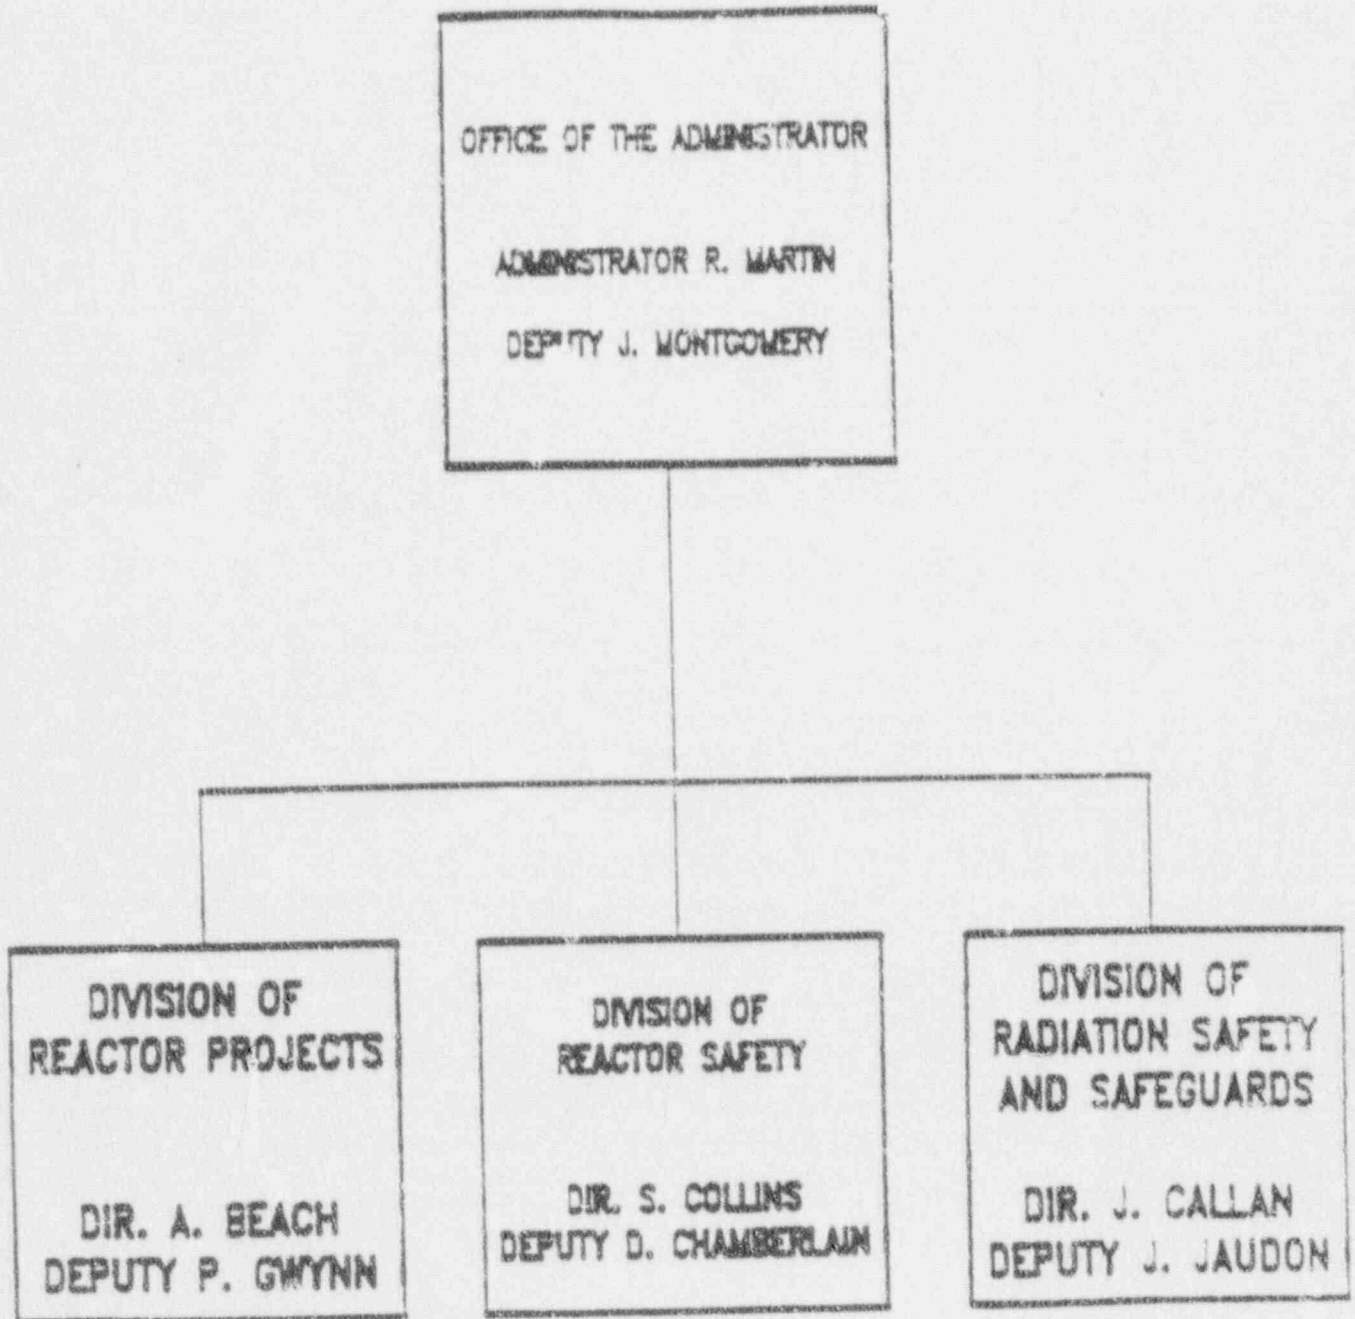 OFFICE OF THE ADMINISTRATOR
ADMINISTRATOR R. MARTIN
DEPUTY J. MONTGOMERY
DIVISION OF
REACTOR PROJECTS
DIR. A. BEACH
DEPUTY P. GWYNN
DIVISION OF
REACTOR SAFETY
DIR. S. COLLINS
DEPUTY D. CHAMBERLAIN
DIVISION OF
RADIATION SAFETY
AND SAFEGUARDS
DIR. J. CALLAN
DEPUTY J. JAUDON